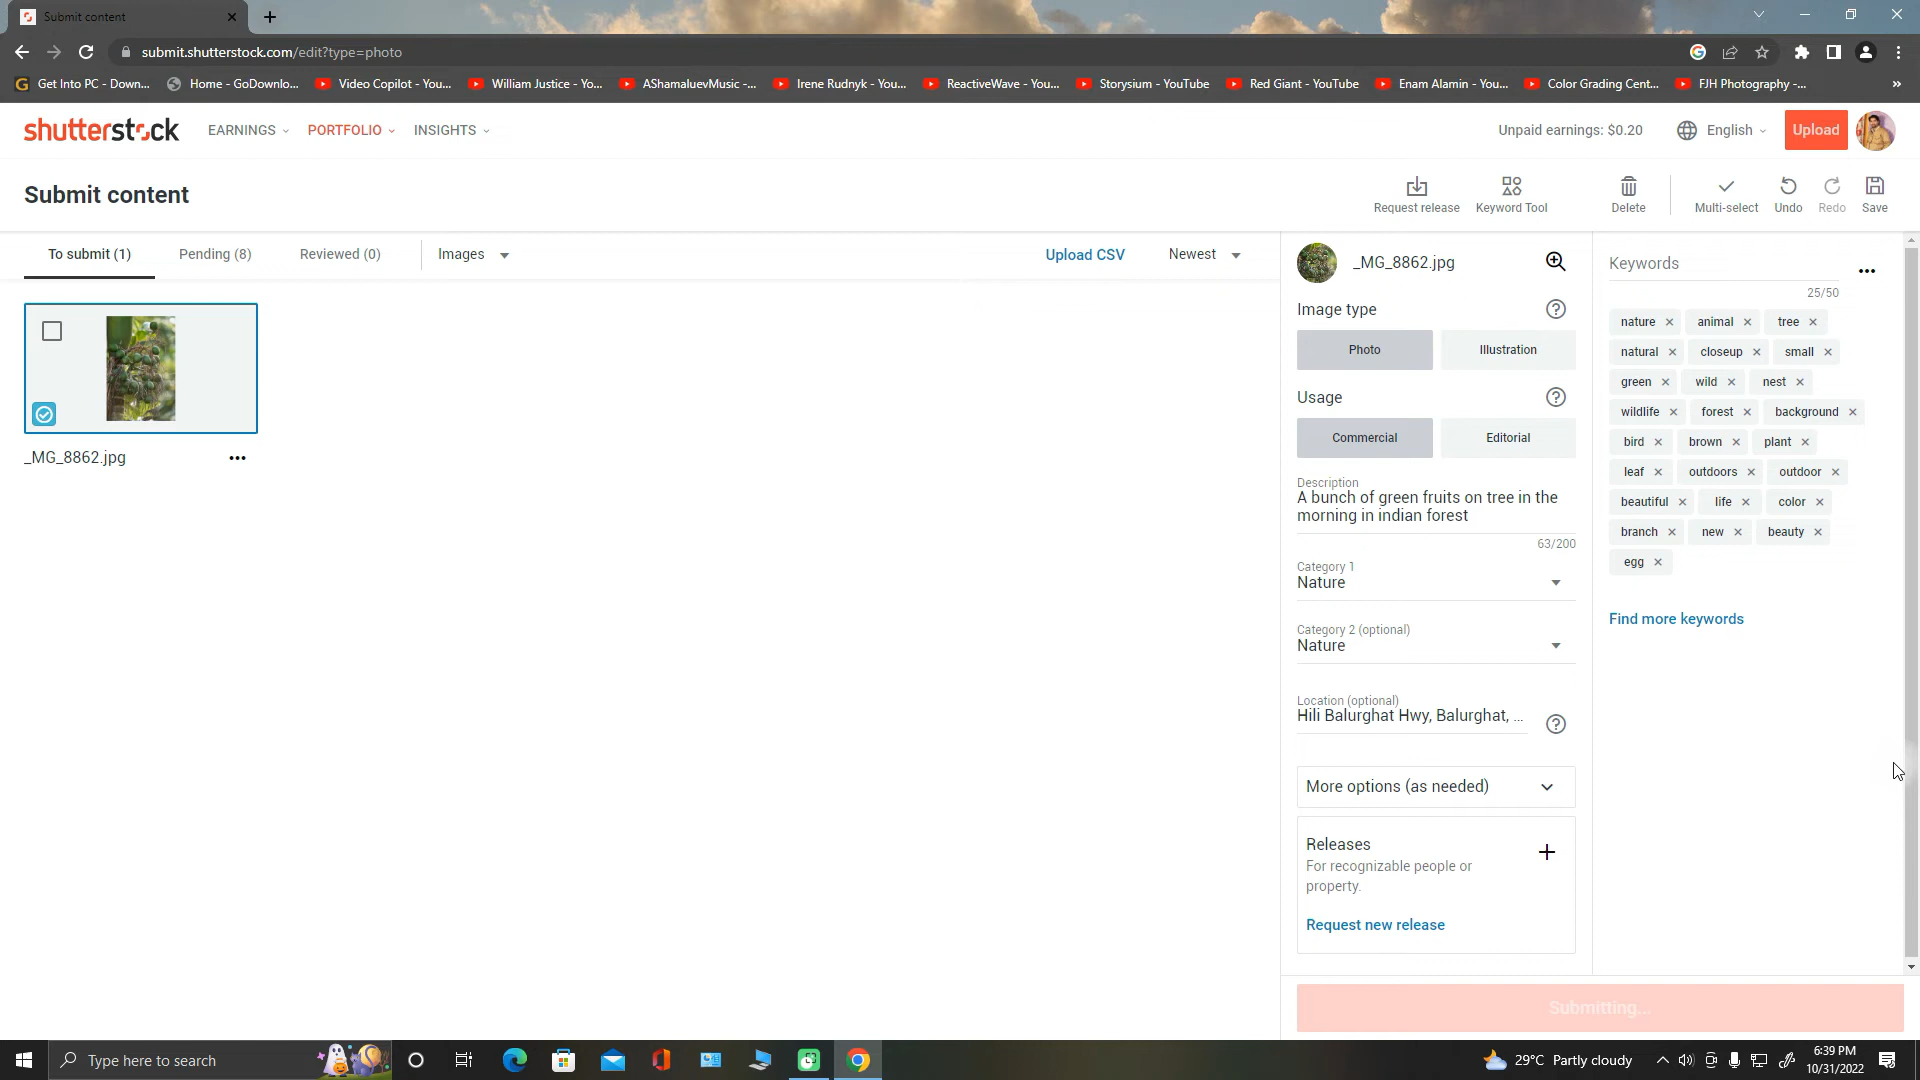 Submit content
submit.shutterstock.com/edit?type=photo
Get Into PC - Down... Home - GoDownlo... Video Copilot - You... William Justice - Yo... AShamaluevMusic -... Irene Rudnyk - You... ReactiveWave - You... Storysium - YouTube Red Giant - YouTube Enam Alamin - You... Color Grading Cent... FJH Photography -... »
shutterstock EARNINGS PORTFOLIO INSIGHTS Unpaid earnings: $0.20 English Upload
Submit content
Request release Keyword Tool Delete Multi-select Undo Redo Save
To submit (1) Pending (8) Reviewed (0) Images Upload CSV Newest
_MG_8862.jpg
_MG_8862.jpg
Image type
Photo Illustration
Usage
Commercial Editorial
Description
A bunch of green fruits on tree in the
morning in indian forest
63/200
Category 1
Nature
Category 2 (optional)
Nature
Location (optional)
Hili Balurghat Hwy, Balurghat, ...
More options (as needed)
Releases
For recognizable people or
property.
Request new release
Keywords
25/50
nature animal tree
natural closeup small
green wild nest
wildlife forest background
bird brown plant
leaf outdoors outdoor
beautiful life color
branch new beauty
egg
Find more keywords
Submitting...
Type here to search
29°C Partly cloudy
6:39 PM
10/31/2022